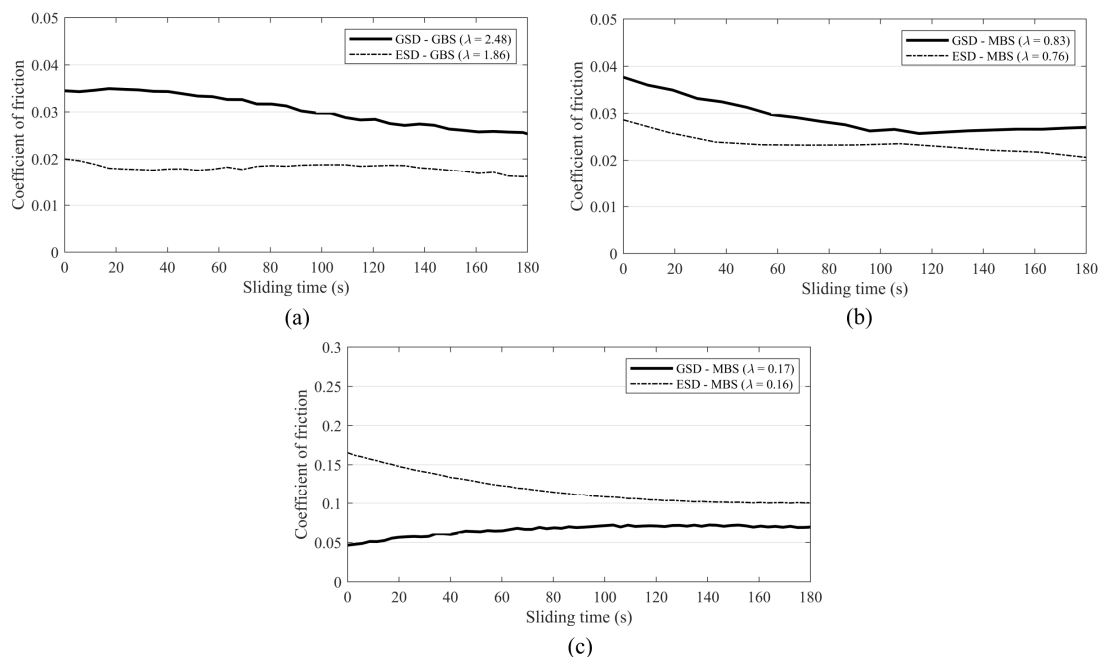 0.05
0.04
0.03
0.02
0.01
0
Coefficient of friction
GSD - GBS (λ = 2.48)
ESD - GBS (λ = 1.86)
0 20 40 60 80 100 120 140 160 180
Sliding time (s)
(a)
0.05
0.04
0.03
0.02
0.01
0
Coefficient of friction
GSD - MBS (λ = 0.83)
ESD - MBS (λ = 0.76)
0 20 40 60 80 100 120 140 160 180
Sliding time (s)
(b)
0.3
0.25
0.2
0.15
0.1
0.05
0
Coefficient of friction
GSD - MBS (λ = 0.17)
ESD - MBS (λ = 0.16)
0 20 40 60 80 100 120 140 160 180
Sliding time (s)
(c)